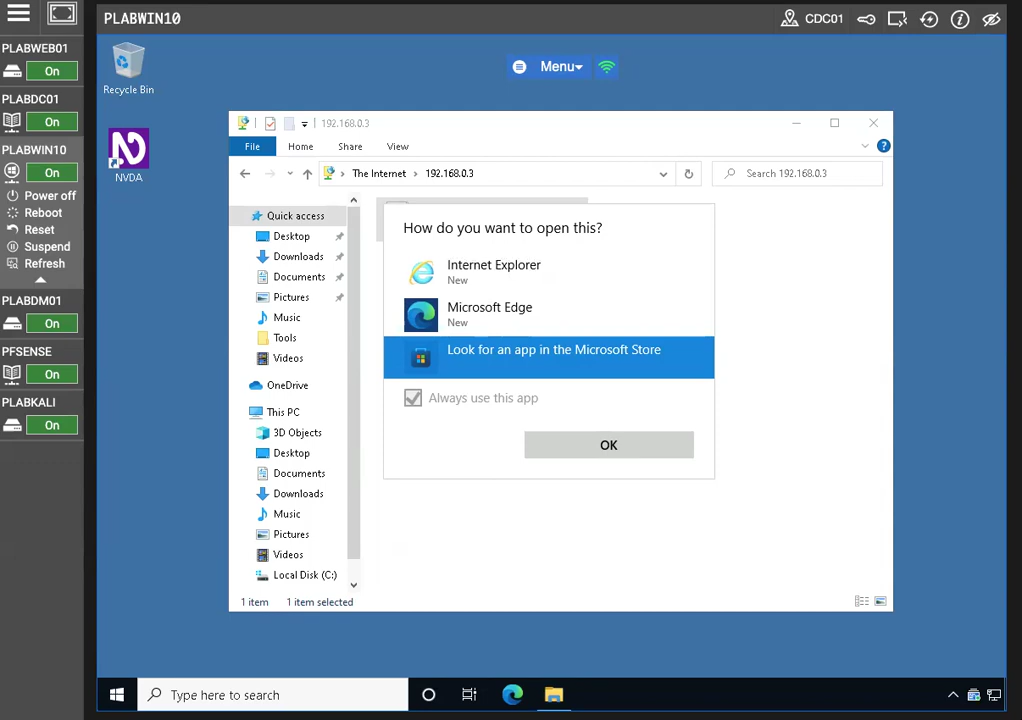 PLABWIN10
CDC01
PLABWEB01
On
PLABDC01
On
PLABWIN10
On
Power off
Reboot
Reset
Suspend
Refresh
PLABDM01
On
PFSENSE
On
PLABKALI
On
Recycle Bin
NVDA
Menu
192.168.0.3
File
Home
Share
View
The Internet
192.168.0.3
Search 192.168.0.3
Quick access
Desktop
Downloads
Documents
Pictures
Music
Tools
Videos
OneDrive
This PC
3D Objects
Desktop
Documents
Downloads
Music
Pictures
Videos
Local Disk (C:)
How do you want to open this?
Internet Explorer
New
Microsoft Edge
New
Look for an app in the Microsoft Store
Always use this app
OK
1 item
1 item selected
Type here to search